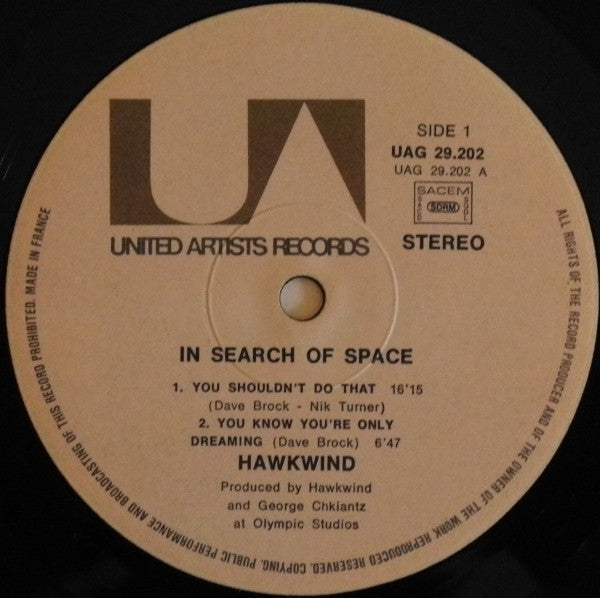 UA
SIDE 1
UAG 29.202
UAG 29.202 A
SACEM
SACD
SDRM
SGDL
STEREO
UNITED ARTISTS RECORDS
IN SEARCH OF SPACE
1. YOU SHOULDN'T DO THAT 16'15
(Dave Brock - Nik Turner)
2. YOU KNOW YOU'RE ONLY
DREAMING (Dave Brock) 6'47
HAWKWIND
Produced by Hawkwind
and George Chkiantz
at Olympic Studios
ALL RIGHTS OF THE RECORD PRODUCER AND OF THE OWNER OF THE WORK REPRODUCED RESERVED. COPYING, PUBLIC PERFORMANCE AND BROADCASTING OF THIS RECORD PROHIBITED. MADE IN FRANCE